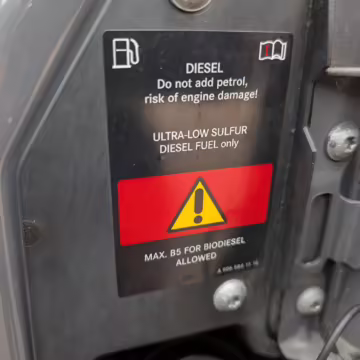 DIESEL
Do not add petrol,
risk of engine damage!
ULTRA-LOW SULFUR
DIESEL FUEL only
MAX. B5 FOR BIODIESEL
ALLOWED